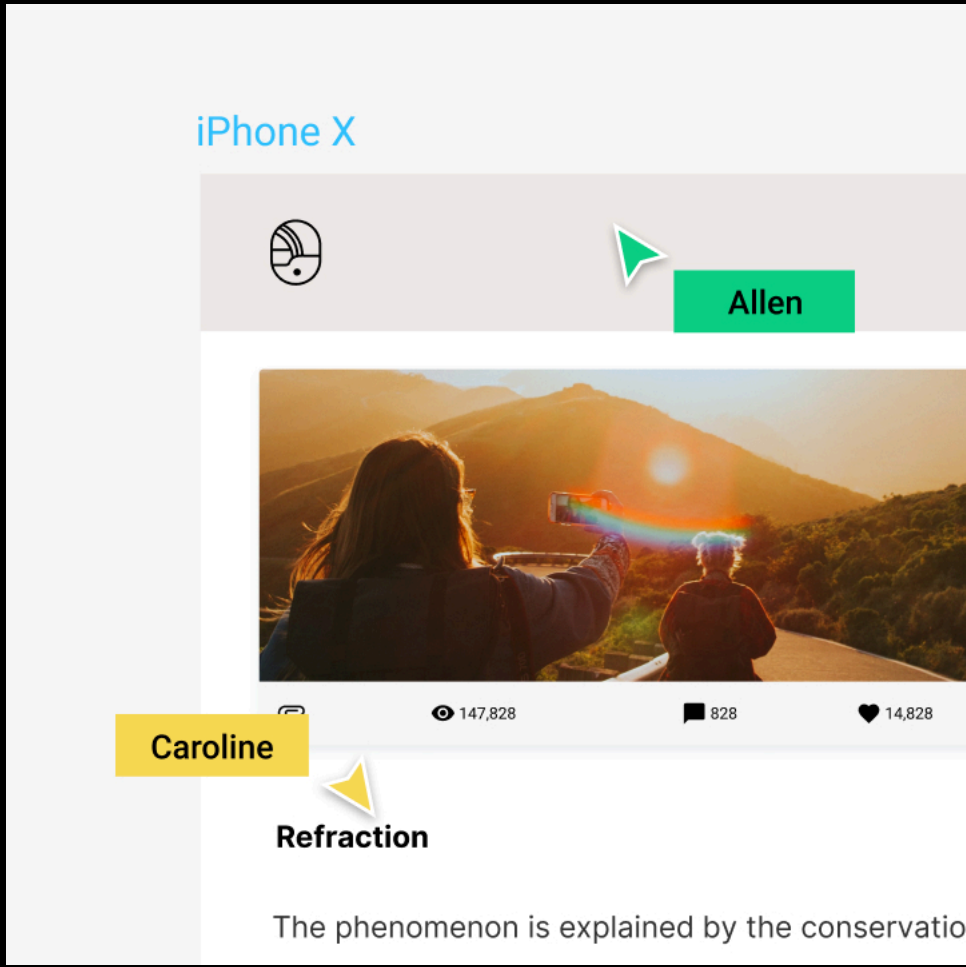 iPhone X
Allen
147,828 828 14,828
Caroline
Refraction
The phenomenon is explained by the conservatio